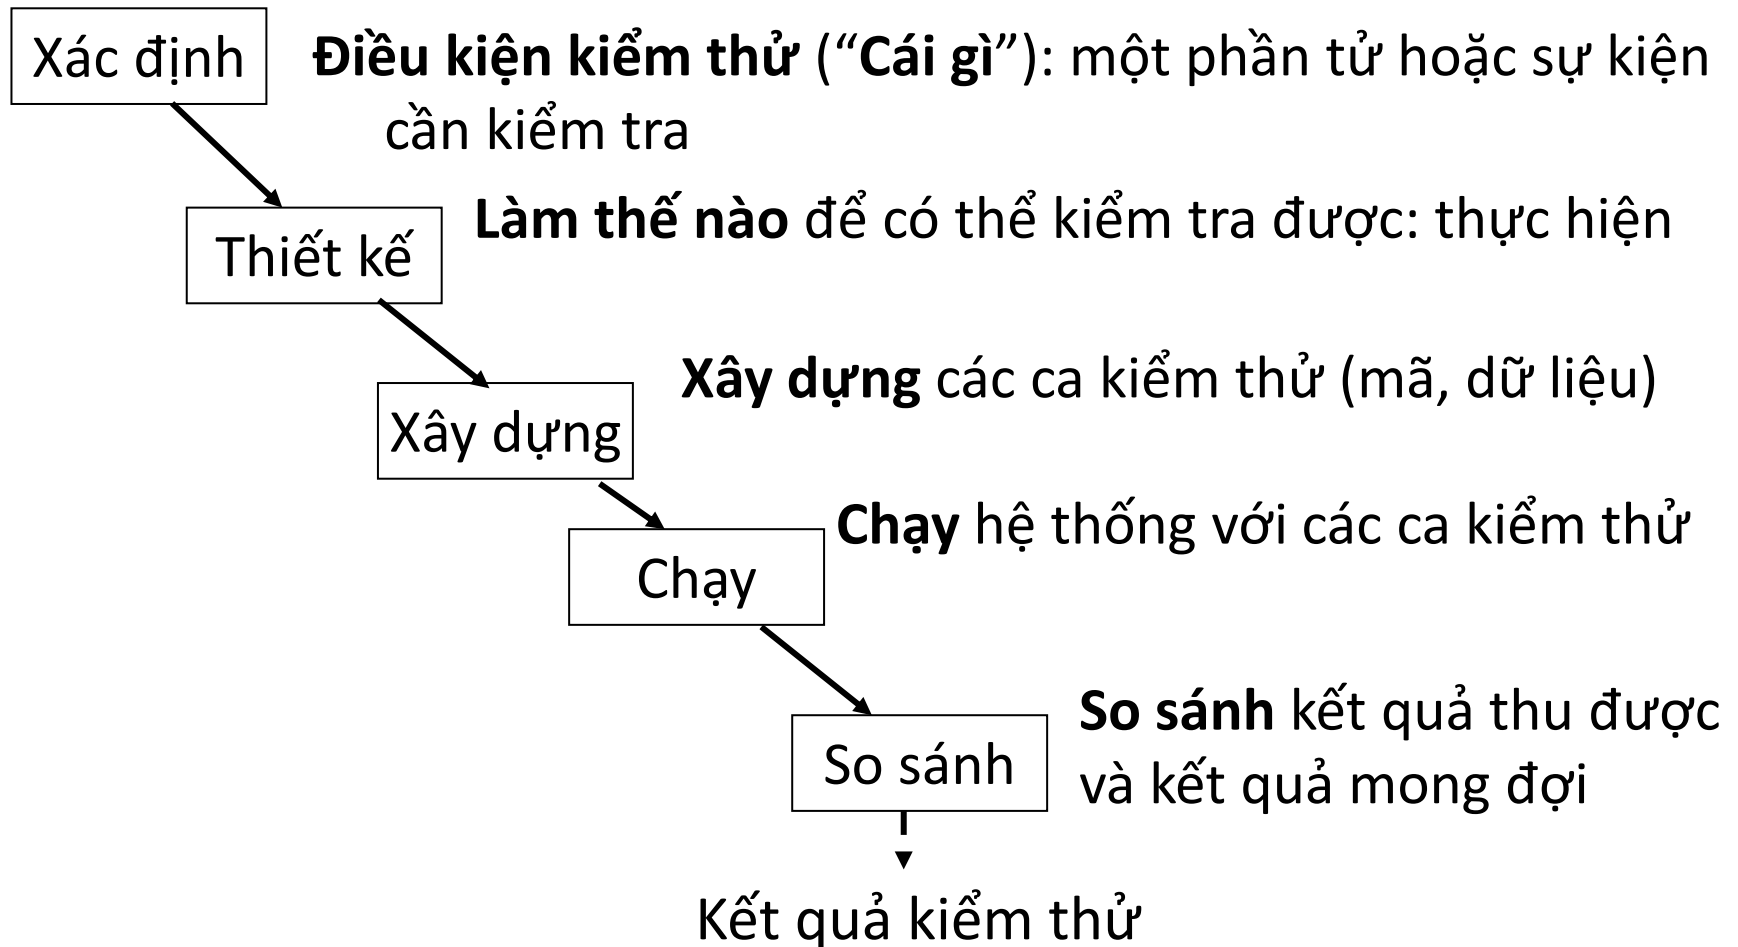 Xác định
Điều kiện kiểm thử (“Cái gì”): một phần tử hoặc sự kiện
cần kiểm tra
Thiết kế
Làm thế nào để có thể kiểm tra được: thực hiện
Xây dựng
Xây dựng các ca kiểm thử (mã, dữ liệu)
Chạy
Chạy hệ thống với các ca kiểm thử
So sánh
So sánh kết quả thu được
và kết quả mong đợi
Kết quả kiểm thử